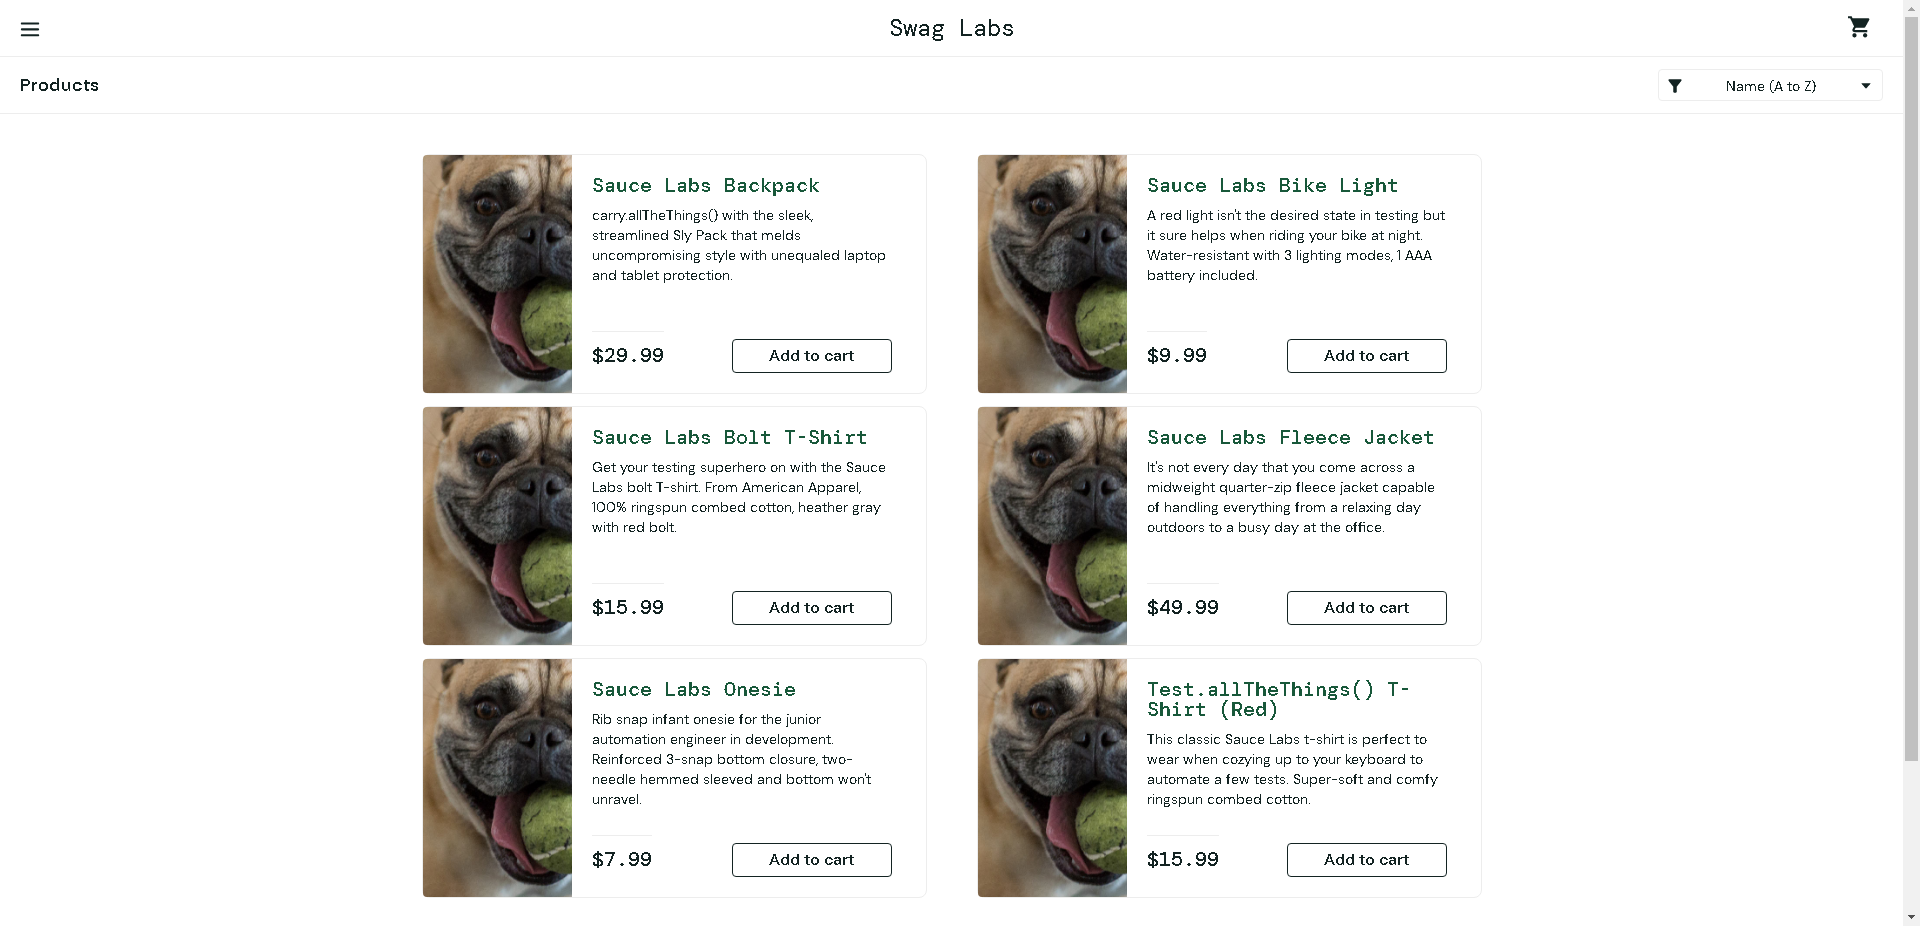 Swag Labs
Products
Name (A to Z)
Sauce Labs Backpack
carry.allTheThings() with the sleek,
streamlined Sly Pack that melds
uncompromising style with unequaled laptop
and tablet protection.
$29.99
Add to cart
Sauce Labs Bike Light
A red light isn't the desired state in testing but
it sure helps when riding your bike at night.
Water-resistant with 3 lighting modes, 1 AAA
battery included.
$9.99
Add to cart
Sauce Labs Bolt T-Shirt
Get your testing superhero on with the Sauce
Labs bolt T-shirt. From American Apparel,
100% ringspun combed cotton, heather gray
with red bolt.
$15.99
Add to cart
Sauce Labs Fleece Jacket
It's not every day that you come across a
midweight quarter-zip fleece jacket capable
of handling everything from a relaxing day
outdoors to a busy day at the office.
$49.99
Add to cart
Sauce Labs Onesie
Rib snap infant onesie for the junior
automation engineer in development.
Reinforced 3-snap bottom closure, two-
needle hemmed sleeved and bottom won't
unravel.
$7.99
Add to cart
Test.allTheThings() T-
Shirt (Red)
This classic Sauce Labs t-shirt is perfect to
wear when cozying up to your keyboard to
automate a few tests. Super-soft and comfy
ringspun combed cotton.
$15.99
Add to cart